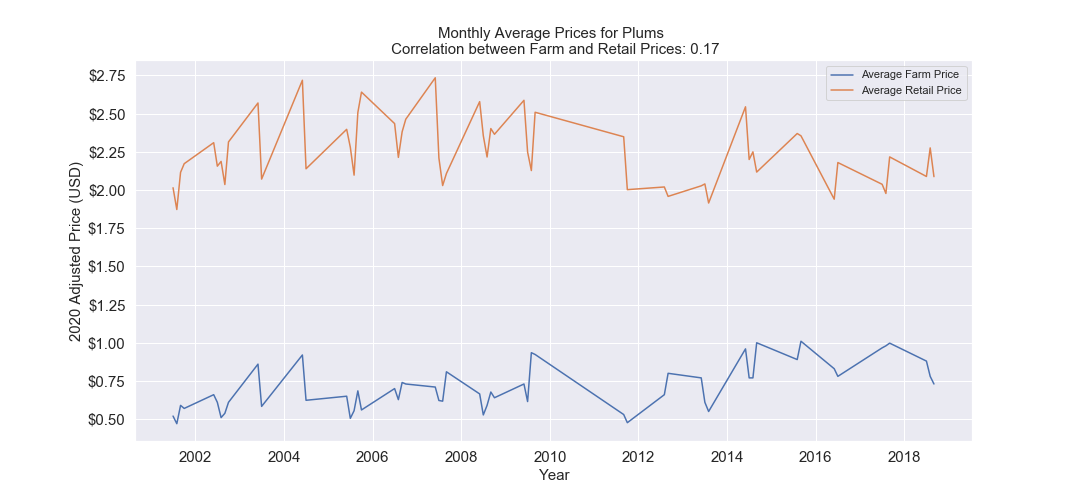 Monthly Average Prices for Plums
Correlation between Farm and Retail Prices: 0.17
Average Farm Price
Average Retail Price
2020 Adjusted Price (USD)
$2.75
$2.50
$2.25
$2.00
$1.75
$1.50
$1.25
$1.00
$0.75
$0.50
2002 2004 2006 2008 2010 2012 2014 2016 2018
Year